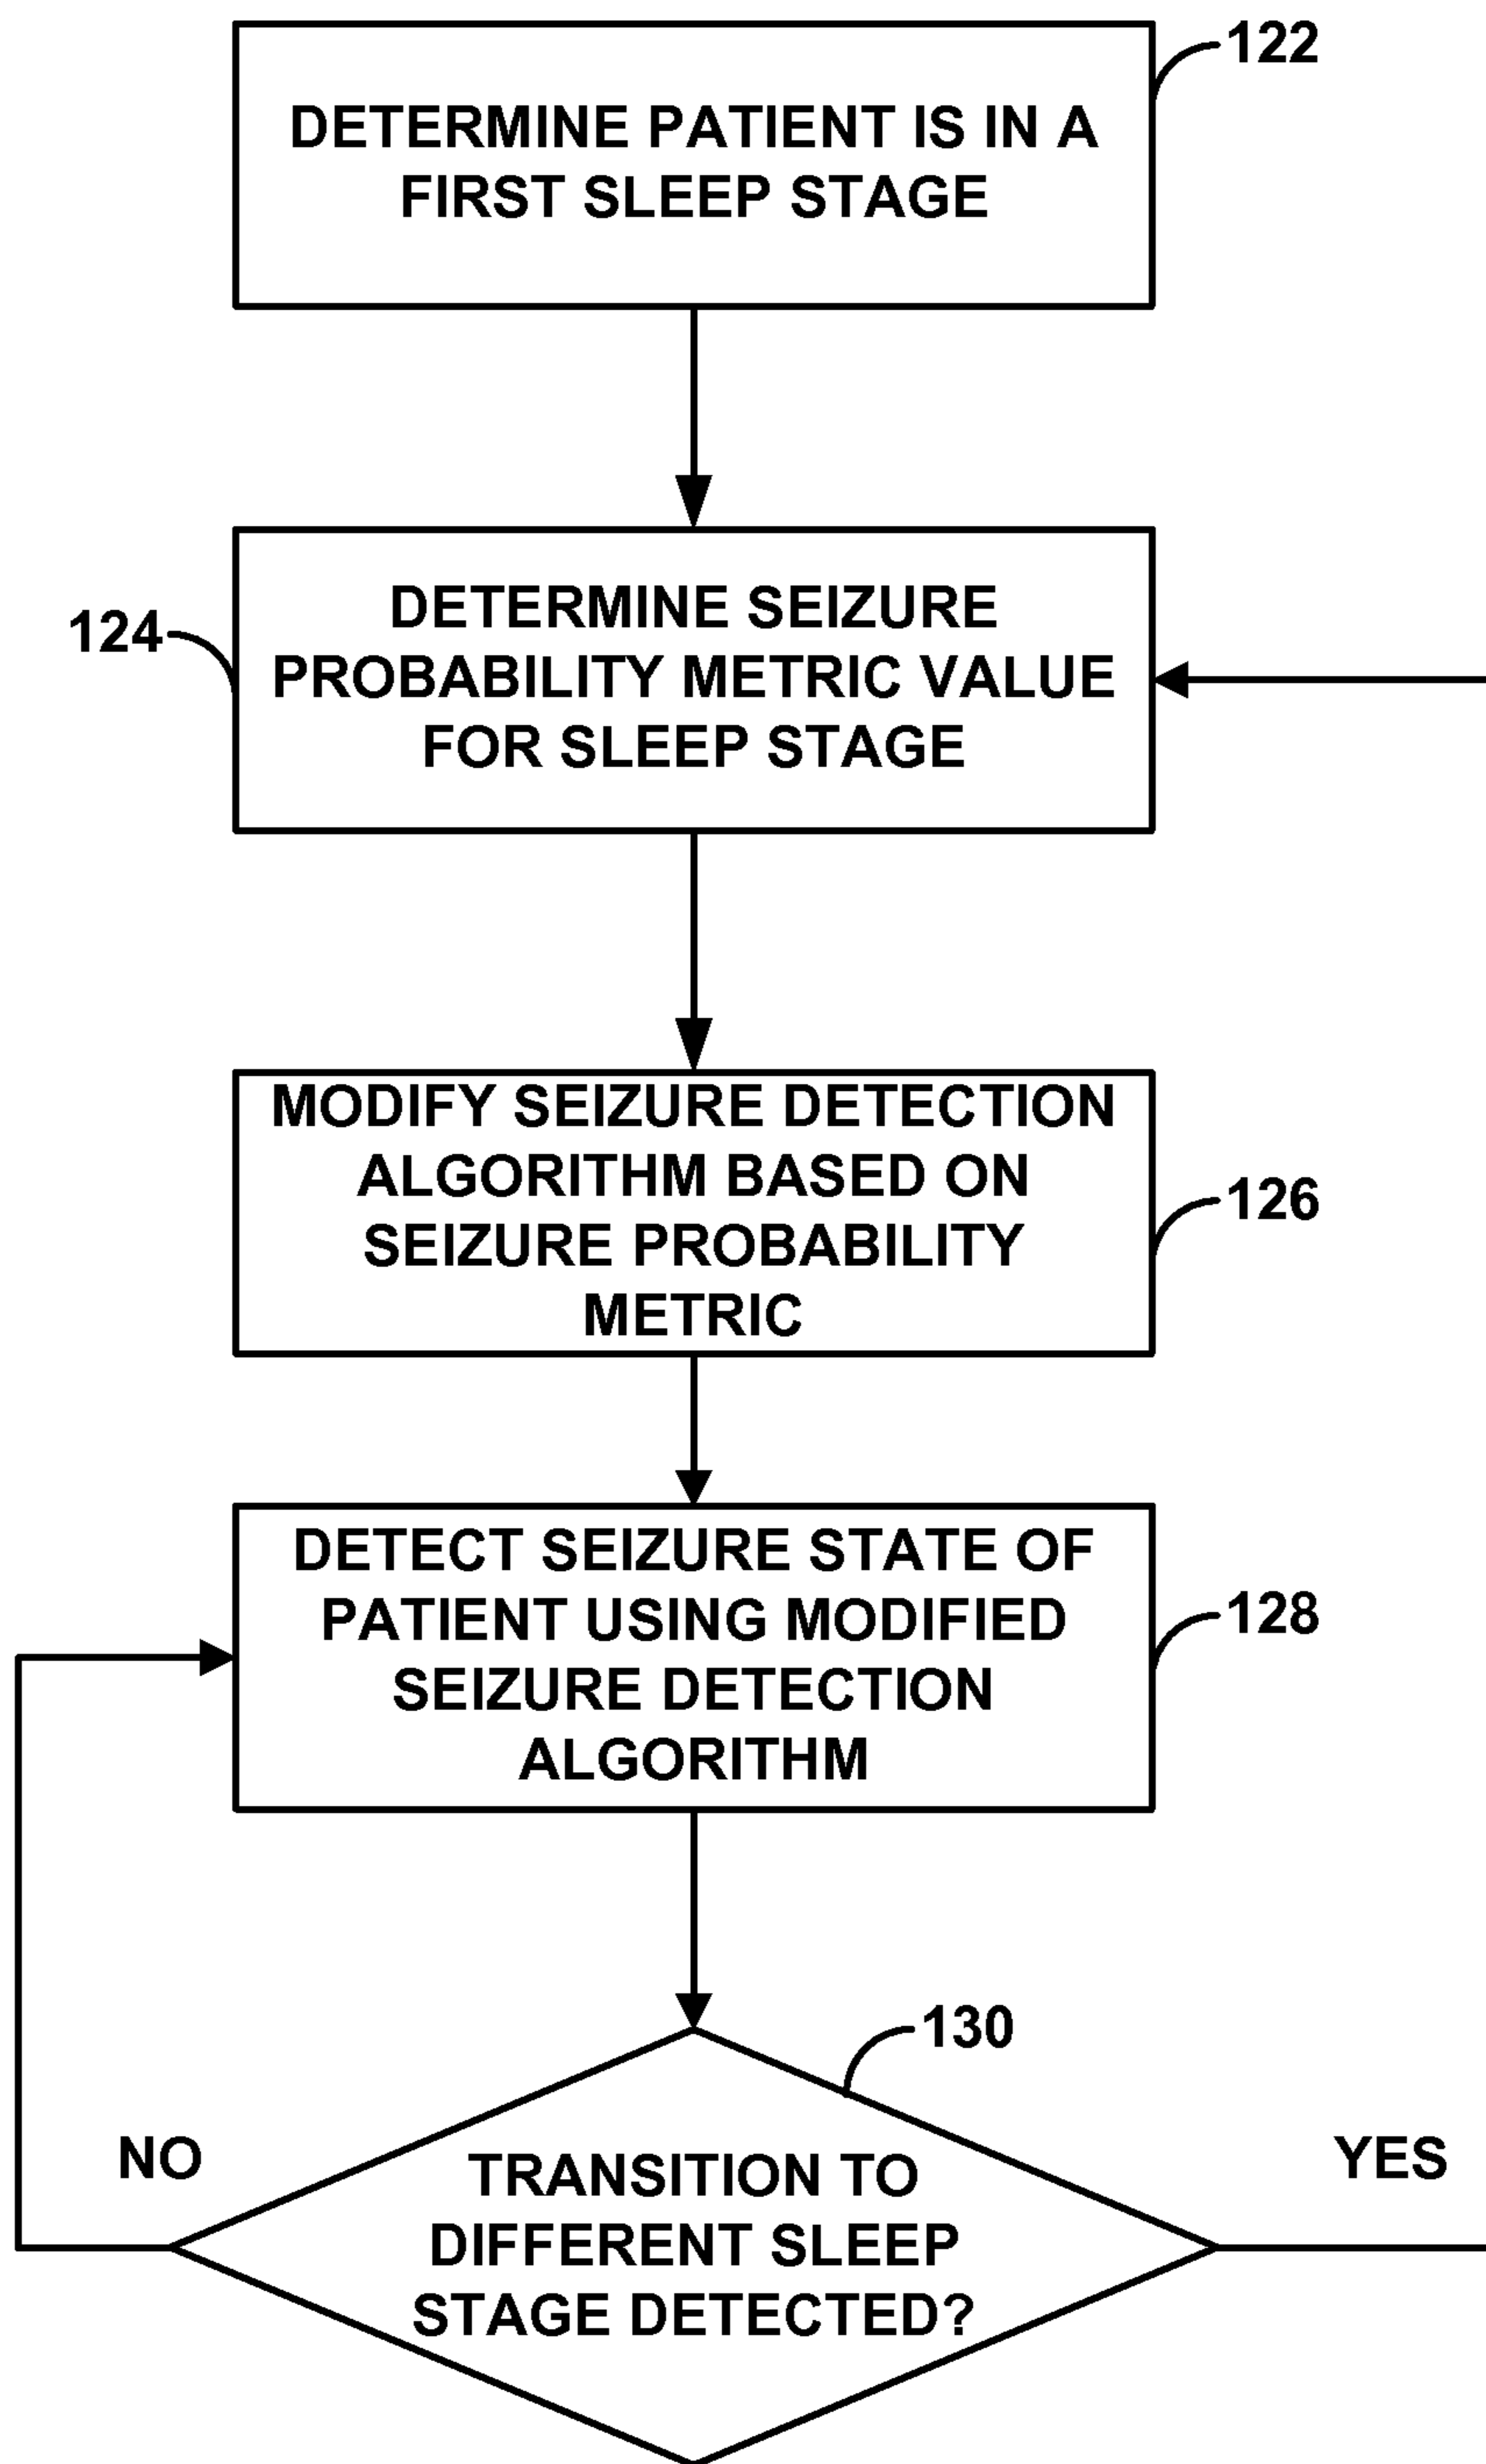 122
DETERMINE PATIENT IS IN A
FIRST SLEEP STAGE
124
DETERMINE SEIZURE
PROBABILITY METRIC VALUE
FOR SLEEP STAGE
MODIFY SEIZURE DETECTION
ALGORITHM BASED ON
SEIZURE PROBABILITY
METRIC
126
DETECT SEIZURE STATE OF
PATIENT USING MODIFIED
SEIZURE DETECTION
ALGORITHM
128
130
NO
YES
TRANSITION TO
DIFFERENT SLEEP
STAGE DETECTED?